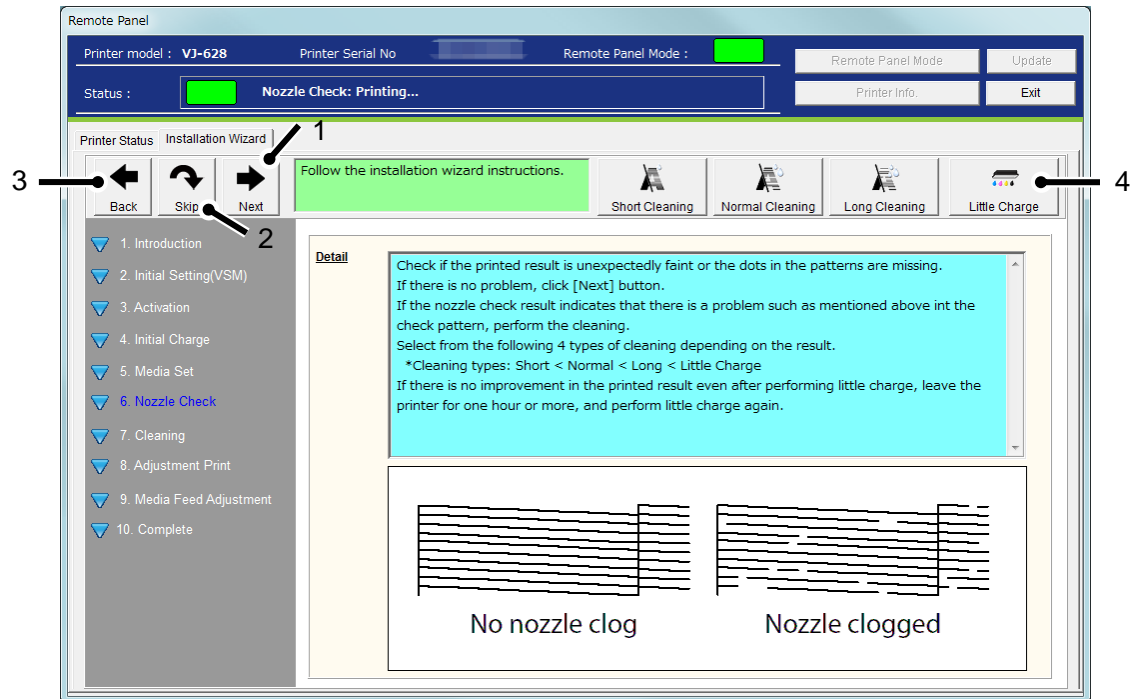 Remote Panel
Printer model : VJ-628 Printer Serial No Remote Panel Mode : Remote Panel Mode Update
Status : Nozzle Check: Printing... Printer Info. Exit
Printer Status Installation Wizard 1
3 Back Skip Next Follow the installation wizard instructions. Short Cleaning Normal Cleaning Long Cleaning Little Charge 4
2
1. Introduction
2. Initial Setting(VSM)
3. Activation
4. Initial Charge
5. Media Set
6. Nozzle Check
7. Cleaning
8. Adjustment Print
9. Media Feed Adjustment
10. Complete
Detail
Check if the printed result is unexpectedly faint or the dots in the patterns are missing.
If there is no problem, click [Next] button.
If the nozzle check result indicates that there is a problem such as mentioned above int the
check pattern, perform the cleaning.
Select from the following 4 types of cleaning depending on the result.
*Cleaning types: Short < Normal < Long < Little Charge
If there is no improvement in the printed result even after performing little charge, leave the
printer for one hour or more, and perform little charge again.
No nozzle clog Nozzle clogged